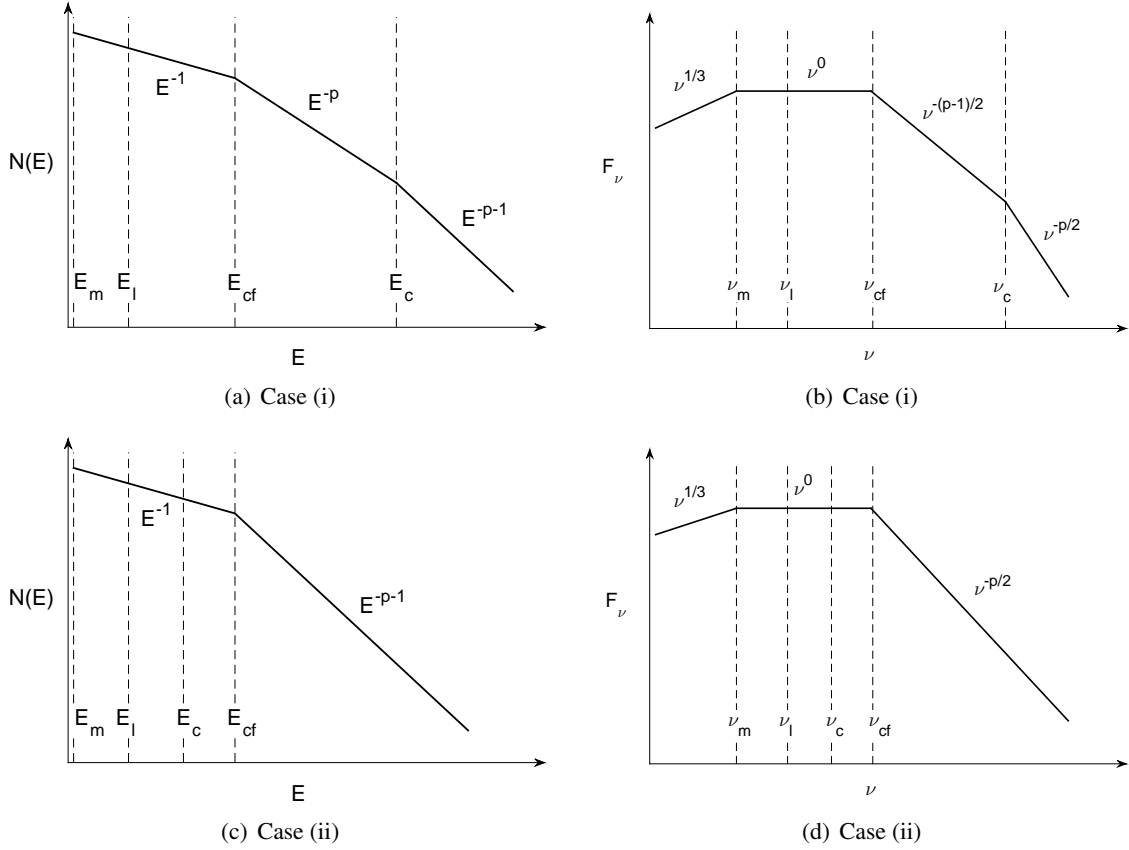 N(E)
E⁻¹
E⁻ᵖ
E⁻ᵖ⁻¹
E_m E_l E_cf E_c
E
(a) Case (i)
F_ν
ν^{1/3}
ν^0
ν^{-(p-1)/2}
ν^{-p/2}
ν_m ν_l ν_cf ν_c
ν
(b) Case (i)
N(E)
E⁻¹
E⁻ᵖ⁻¹
E_m E_l E_c E_cf
E
(c) Case (ii)
F_ν
ν^{1/3}
ν^0
ν^{-p/2}
ν_m ν_l ν_c ν_cf
ν
(d) Case (ii)